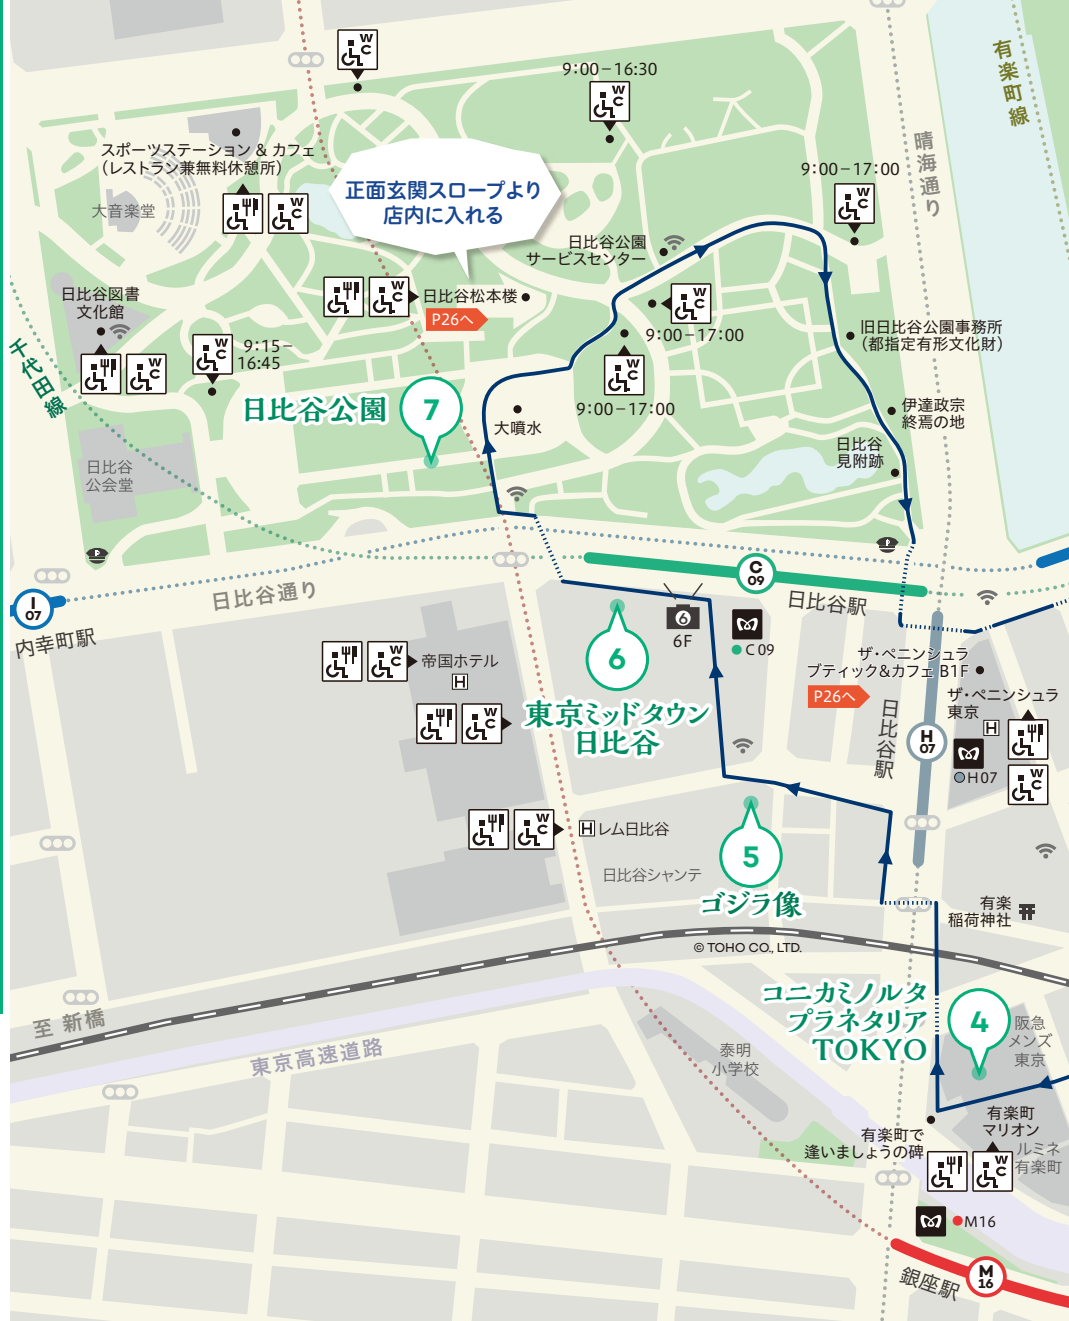 有楽町線
WC
9:00−16:30
WC
晴海通り
スポーツステーション & カフェ
(レストラン兼無料休憩所)
9:00−17:00
WC
正面玄関スロープより
店内に入れる
大音楽堂
WC
日比谷公園
サービスセンター
日比谷図書
文化館
WC
日比谷松本楼
P26へ
WC
9:00−17:00
旧日比谷公園事務所
(都指定有形文化財)
千代田線
WC
9:15−
16:45
WC
WC
9:00−17:00
日比谷公園
7
大噴水
伊達政宗
終焉の地
日比谷
見附跡
日比谷
公会堂
P
P
C
09
I
07
内幸町駅
日比谷通り
日比谷駅
6
6F
C 09
6
東京ミッドタウン
日比谷
WC
帝国ホテル
H
WC
ザ・ペニンシュラ
ブティック&カフェ B1F
P26へ
ザ・ペニンシュラ
東京
H
WC
日比谷駅
H
07
H07
WC
H レム日比谷
5
ゴジラ像
日比谷シャンテ
有楽
稲荷神社
© TOHO CO., LTD.
コニカミノルタ
プラネタリア
TOKYO
4
阪急
メンズ
東京
至 新橋
東京高速道路
泰明
小学校
有楽町
マリオン
有楽町で
逢いましょうの碑
ルミネ
有楽町
WC
M16
銀座駅
M
16